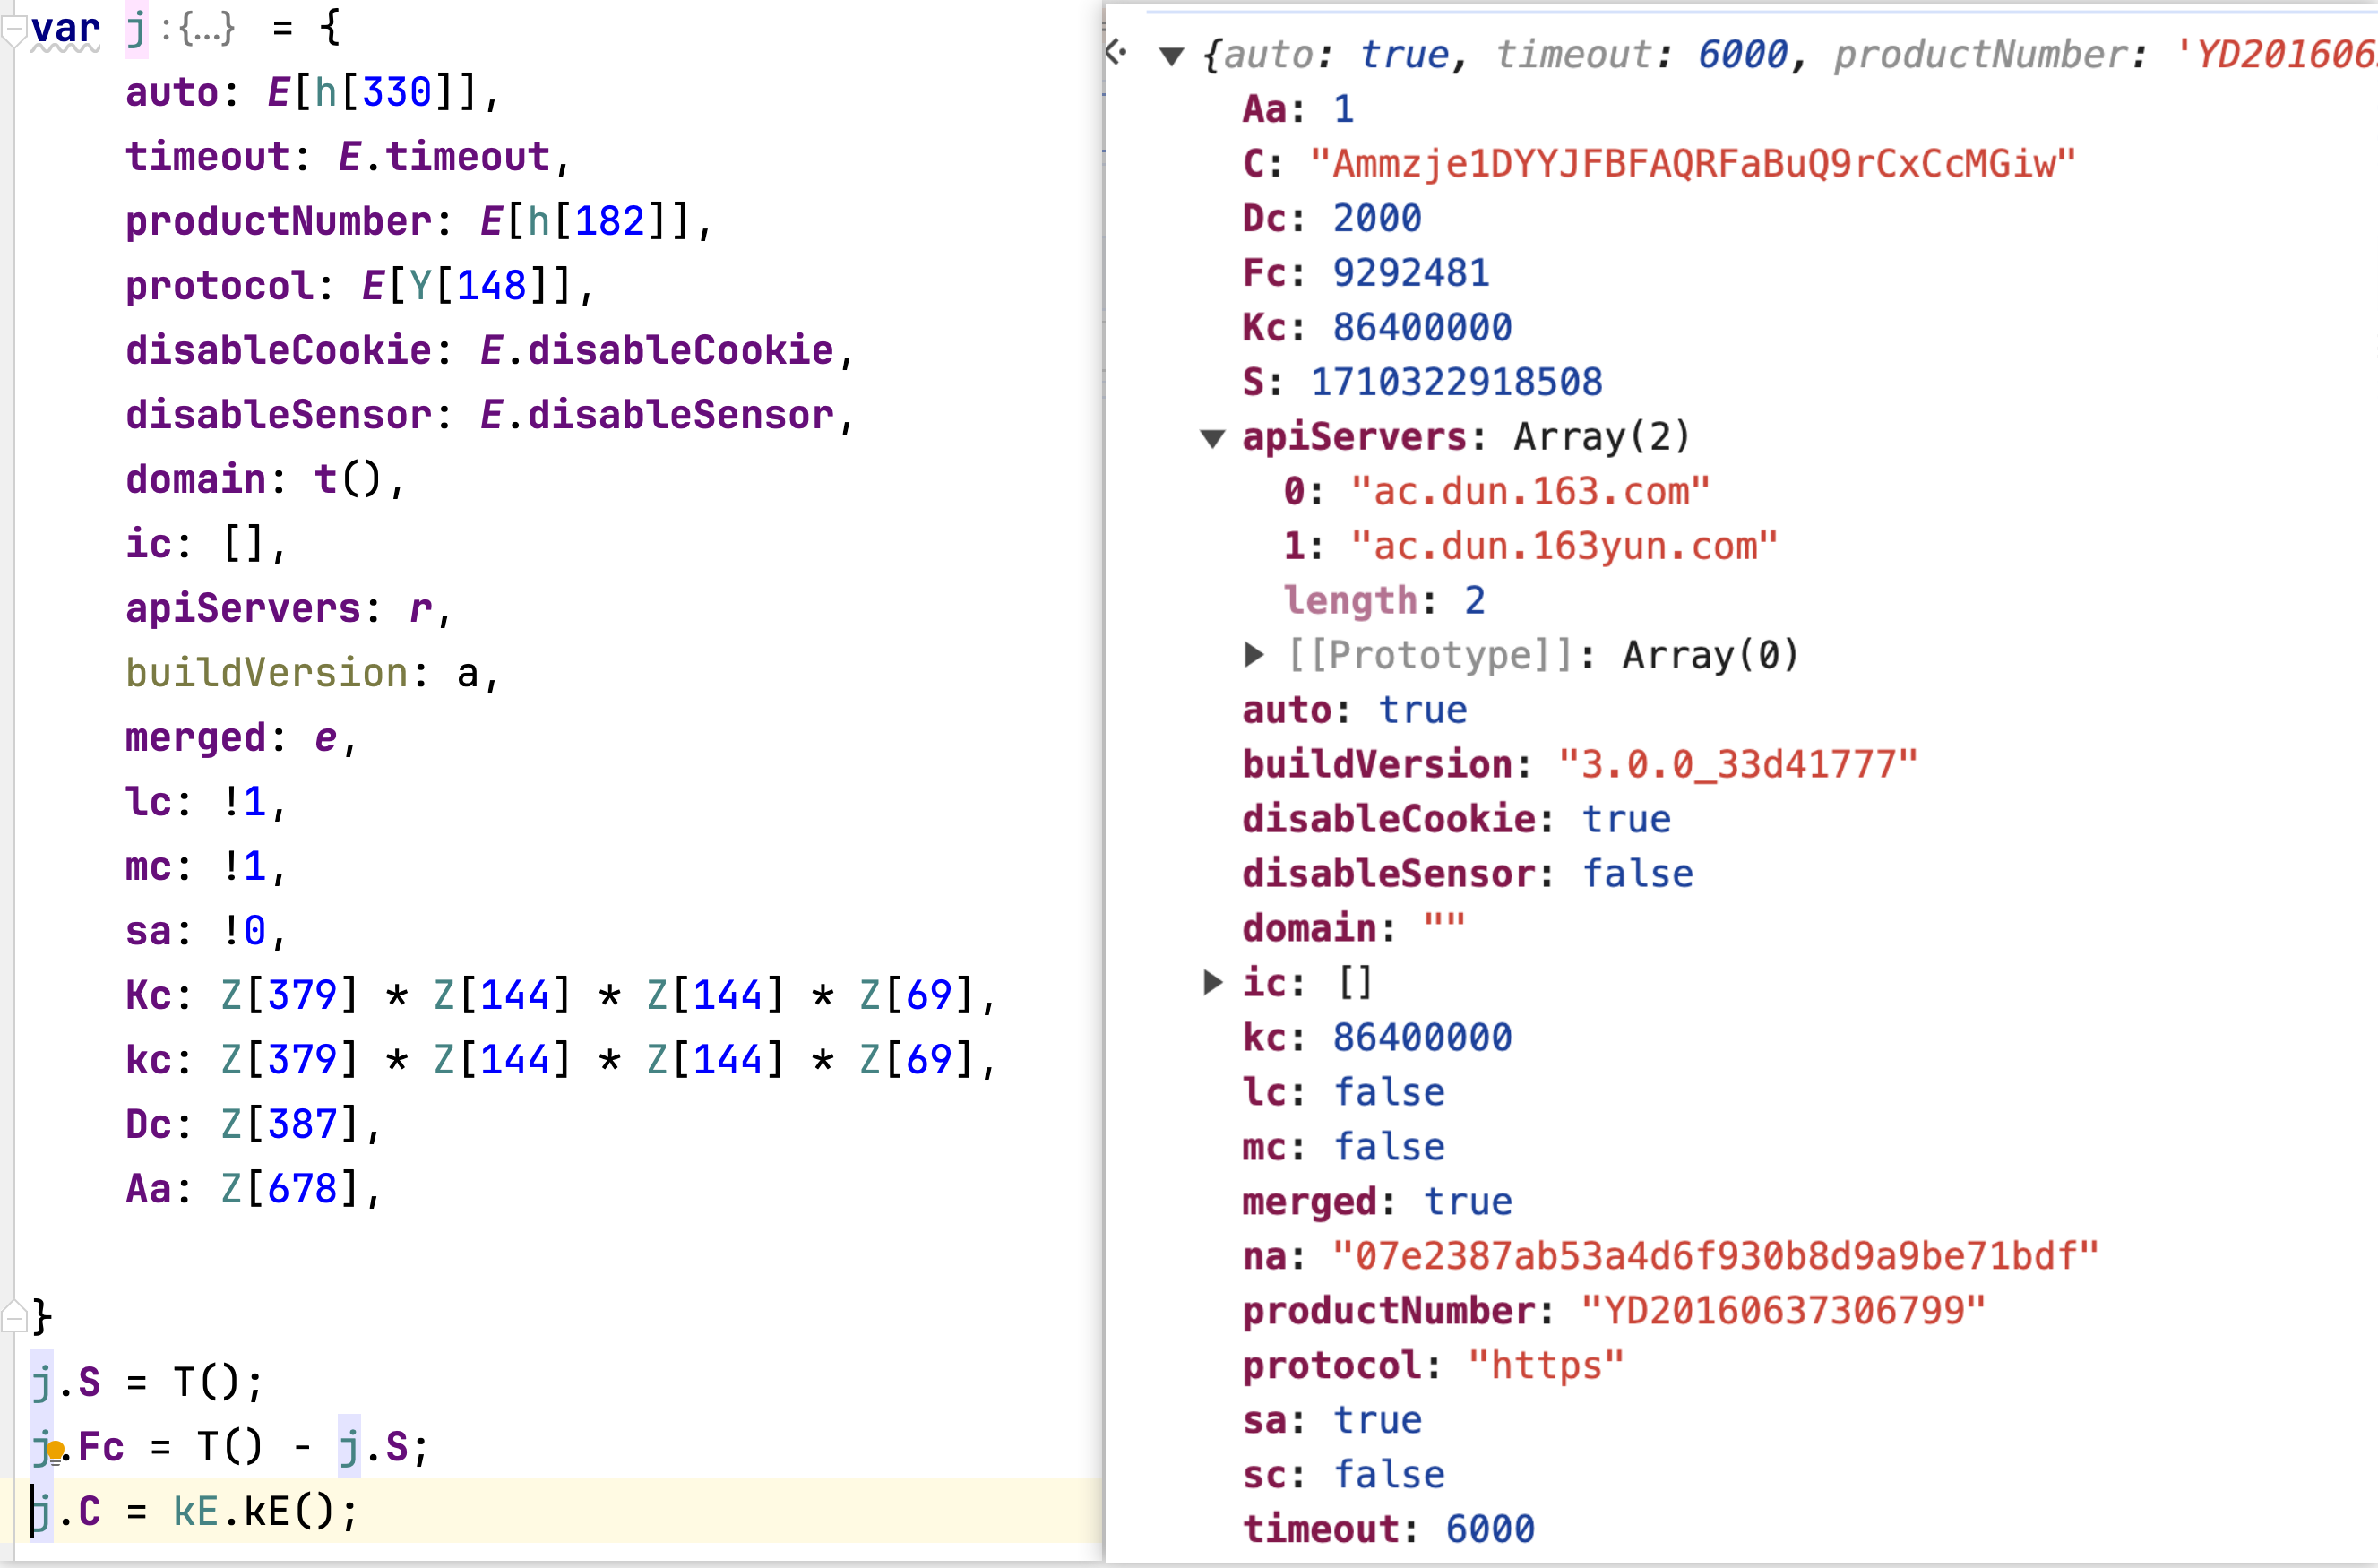 var j :{...} = {
auto: E[h[330]],
timeout: E.timeout,
productNumber: E[h[182]],
protocol: E[Y[148]],
disableCookie: E.disableCookie,
disableSensor: E.disableSensor,
domain: t(),
ic: [],
apiServers: r,
buildVersion: a,
merged: e,
lc: !1,
mc: !1,
sa: !0,
Kc: Z[379] * Z[144] * Z[144] * Z[69],
kc: Z[379] * Z[144] * Z[144] * Z[69],
Dc: Z[387],
Aa: Z[678],
}
j.S = T();
j.Fc = T() - j.S;
j.C = kE.kE();
{auto: true, timeout: 6000, productNumber: 'YD201606
Aa: 1
C: "Ammzje1DYYJFBFAQRFaBuQ9rCxCcMGiw"
Dc: 2000
Fc: 9292481
Kc: 86400000
S: 1710322918508
apiServers: Array(2)
0: "ac.dun.163.com"
1: "ac.dun.163yun.com"
length: 2
[[Prototype]]: Array(0)
auto: true
buildVersion: "3.0.0_33d41777"
disableCookie: true
disableSensor: false
domain: ""
ic: []
kc: 86400000
lc: false
mc: false
merged: true
na: "07e2387ab53a4d6f930b8d9a9be71bdf"
productNumber: "YD20160637306799"
protocol: "https"
sa: true
sc: false
timeout: 6000